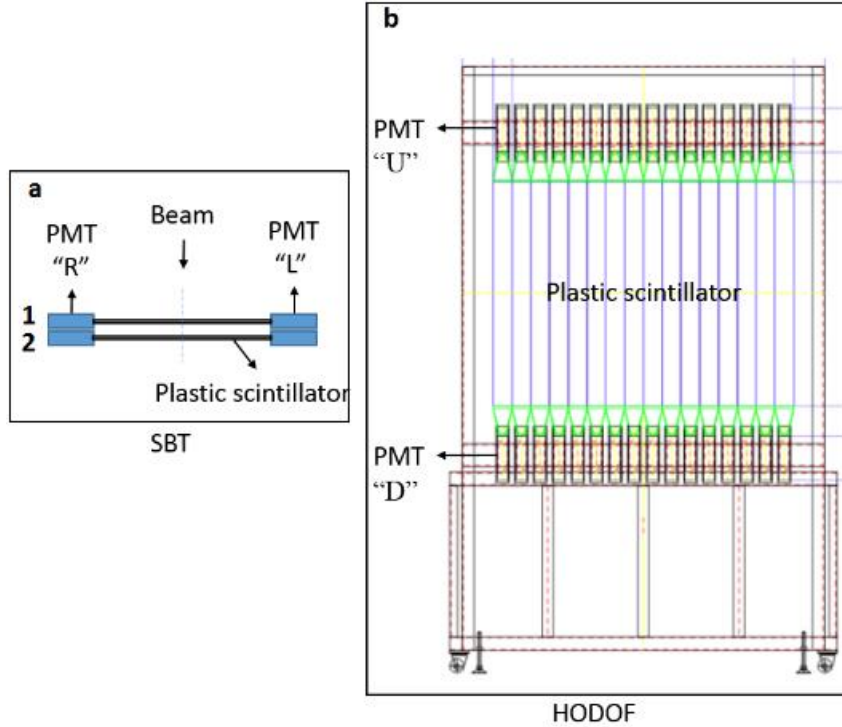 a
Beam
PMT
“R”
PMT
“L”
1
2
Plastic scintillator
SBT
b
PMT
“U”
Plastic scintillator
PMT
“D”
HODOF